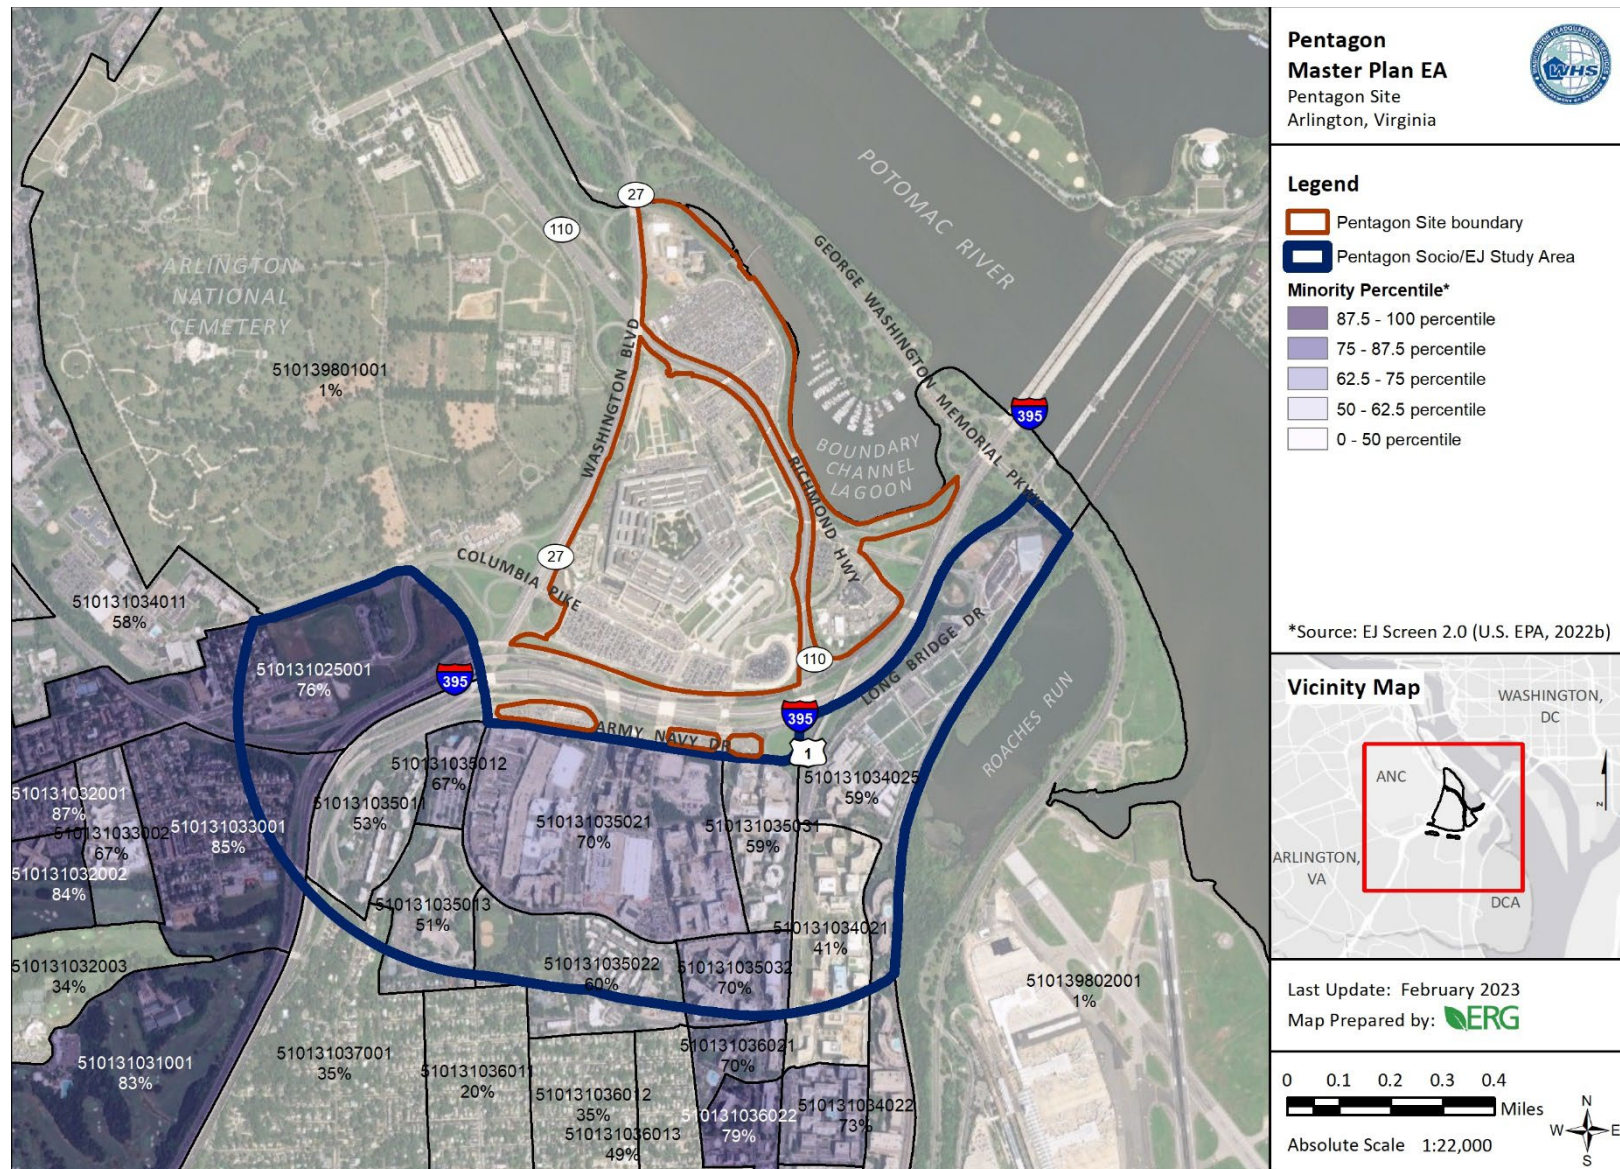 27
110
POTOMAC RIVER
GEORGE WASHINGTON MEMORIAL PKWY
ARLINGTON
NATIONAL
CEMETERY
510139801001
1%
WASHINGTON BLVD
395
BOUNDARY
CHANNEL
LAGOON
RICHMOND HWY
27
COLUMBIA PIKE
510131034011
58%
510131025001
76%
395
110
LONG BRIDGE DR
ROACHES RUN
395
ARMY NAVY DR
1
510131035012
67%
510131034025
59%
510131032001
87%
510131035011
53%
510131033002
67%
510131033001
85%
510131035021
70%
510131035031
59%
510131032002
84%
510131035013
51%
510131034021
41%
510131032003
34%
510131035022
60%
510131035032
70%
510139802001
1%
510131031001
83%
510131037001
35%
510131036011
20%
510131036021
70%
510131036012
35%
510131036022
79%
510131034022
73%
510131036013
49%
Pentagon
Master Plan EA
Pentagon Site
Arlington, Virginia
WASHINGTON HEADQUARTERS SERVICES
WHS
DEPARTMENT OF DEFENSE
Legend
Pentagon Site boundary
Pentagon Socio/EJ Study Area
Minority Percentile*
87.5 - 100 percentile
75 - 87.5 percentile
62.5 - 75 percentile
50 - 62.5 percentile
0 - 50 percentile
*Source: EJ Screen 2.0 (U.S. EPA, 2022b)
Vicinity Map
WASHINGTON,
DC
ANC
ARLINGTON,
VA
DCA
N
Last Update: February 2023
Map Prepared by: ERG
0 0.1 0.2 0.3 0.4
Miles
Absolute Scale 1:22,000
N
W E
S